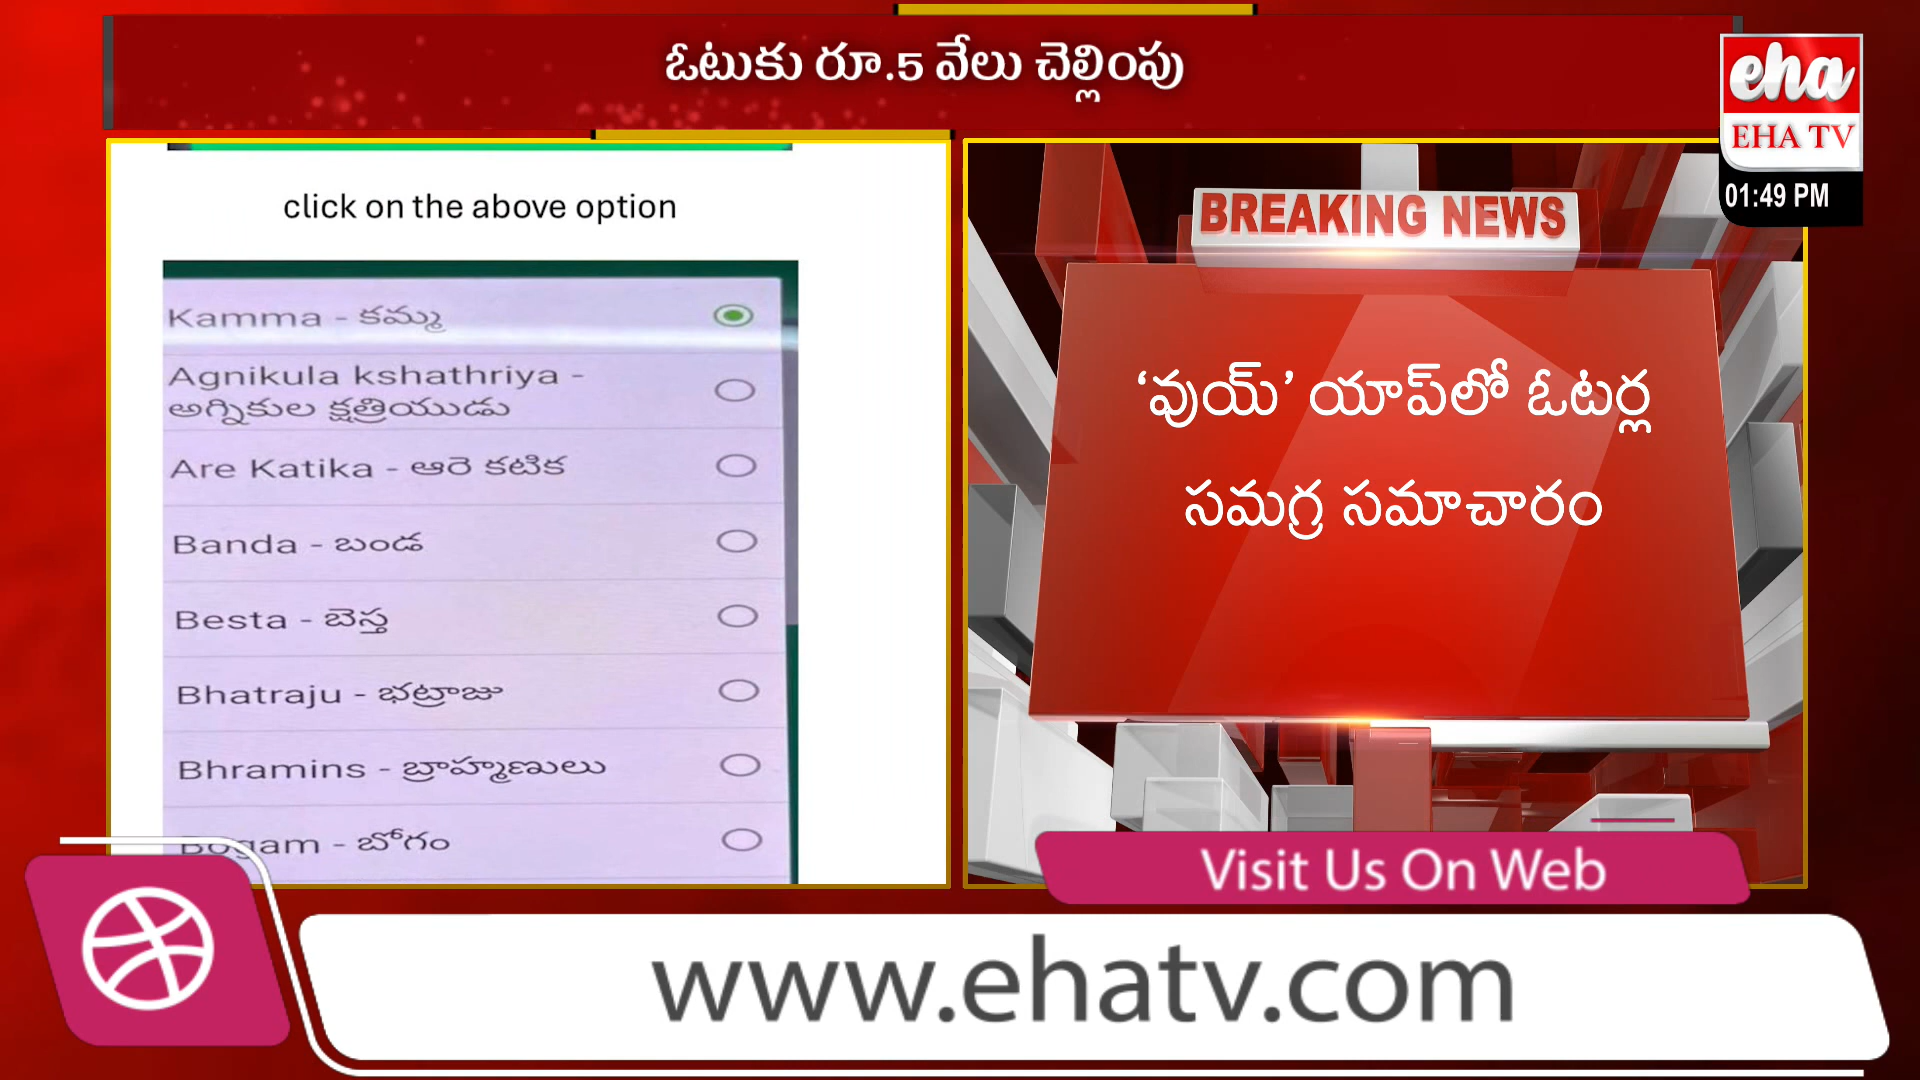 ఓటుకు రూ.5 వేలు చెల్లింపు
eha
EHA TV
01:49 PM
click on the above option
Kamma - కమ్మ
Agnikula kshathriya -
అగ్నికుల క్షత్రియుడు
Are Katika - ఆరె కటిక
Banda - బండ
Besta - బెస్త
Bhatraju - భట్రాజు
Bhramins - బ్రాహ్మణులు
Bogam - బోగం
BREAKING NEWS
‘వుయ్’ యాప్‌లో ఓటర్ల
సమగ్ర సమాచారం
Visit Us On Web
www.ehatv.com